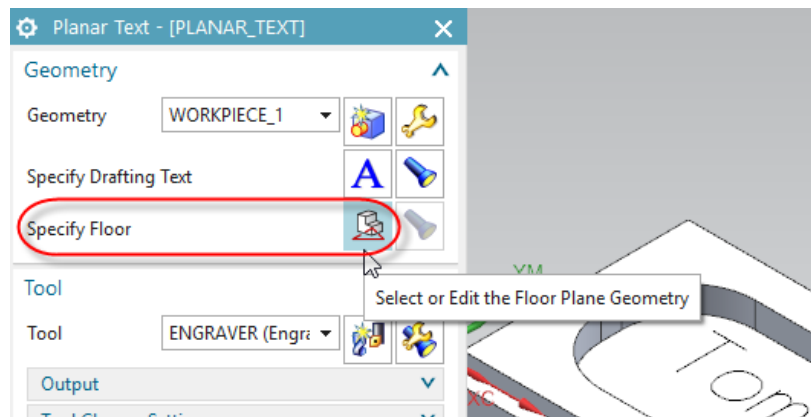 Planar Text - [PLANAR_TEXT]
Geometry
Geometry WORKPIECE_1
Specify Drafting Text A
Specify Floor
YM
Select or Edit the Floor Plane Geometry
Tool
Tool ENGRAVER (Engra
XC
Tom
Output